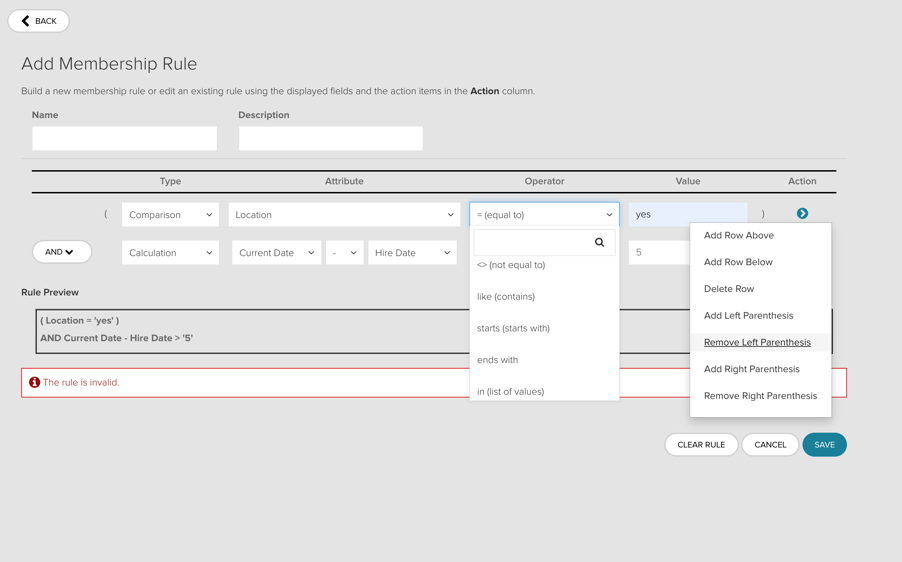 BACK
Add Membership Rule
Build a new membership rule or edit an existing rule using the displayed fields and the action items in the Action column.
Name Description
Type Attribute Operator Value Action
( Comparison Location = (equal to) yes )
AND Calculation Current Date - Hire Date 5
<> (not equal to)
like (contains)
starts (starts with)
ends with
in (list of values)
Add Row Above
Add Row Below
Delete Row
Add Left Parenthesis
Remove Left Parenthesis
Add Right Parenthesis
Remove Right Parenthesis
Rule Preview
( Location = 'yes' )
AND Current Date - Hire Date > '5'
The rule is invalid.
CLEAR RULE CANCEL SAVE